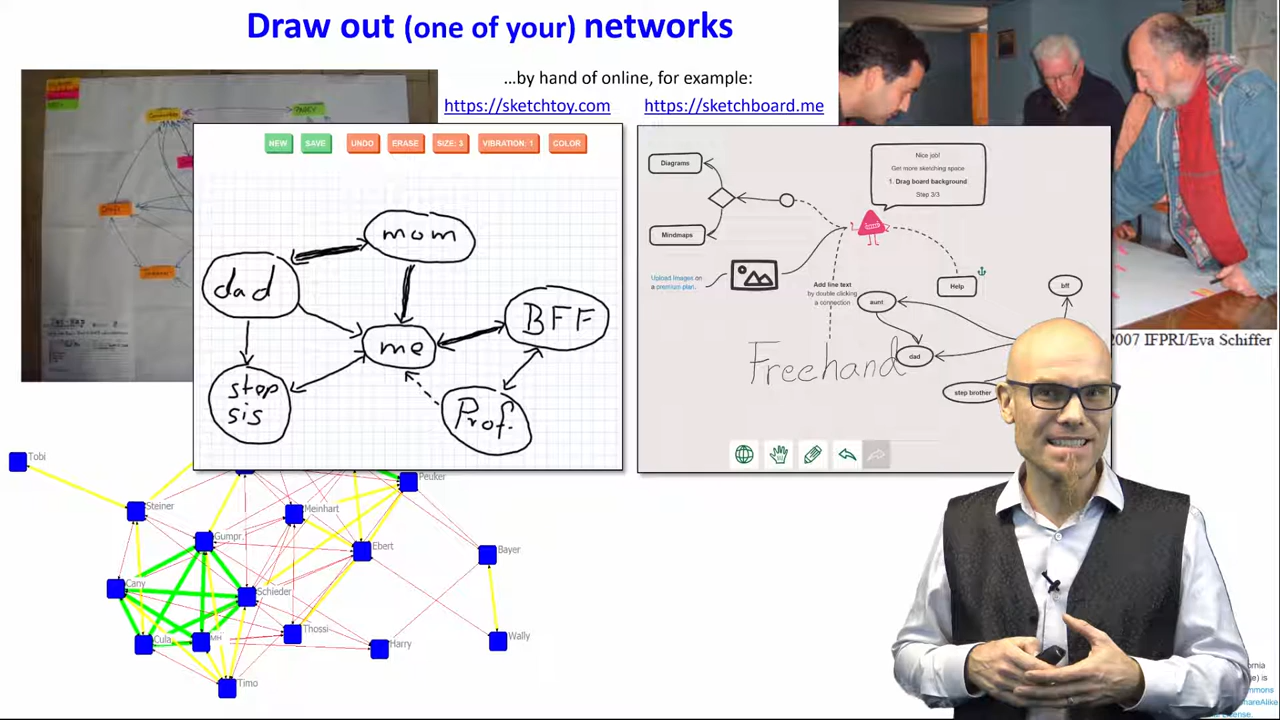 Draw out (one of your) networks
…by hand of online, for example:
https://sketchtoy.com
https://sketchboard.me
NEW
SAVE
UNDO
ERASE
SIZE: 3
VIBRATION: 1
COLOR
mom
dad
me
BFF
step
sis
Prof.
Nice job!
Get more sketching space
1. Drag board background
Step 3/3
Diagrams
Mindmaps
Upload Images on
a premium plan.
Add line text
by double clicking
a connection
Help
aunt
bff
dad
step brother
Freehand
2007 IFPRI/Eva Schiffer
Tobi
Steiner
Peuker
Meinhart
Gumpr.
Ebert
Bayer
Cany
Schieder
Cula
MH
Thossi
Harry
Wally
Timo